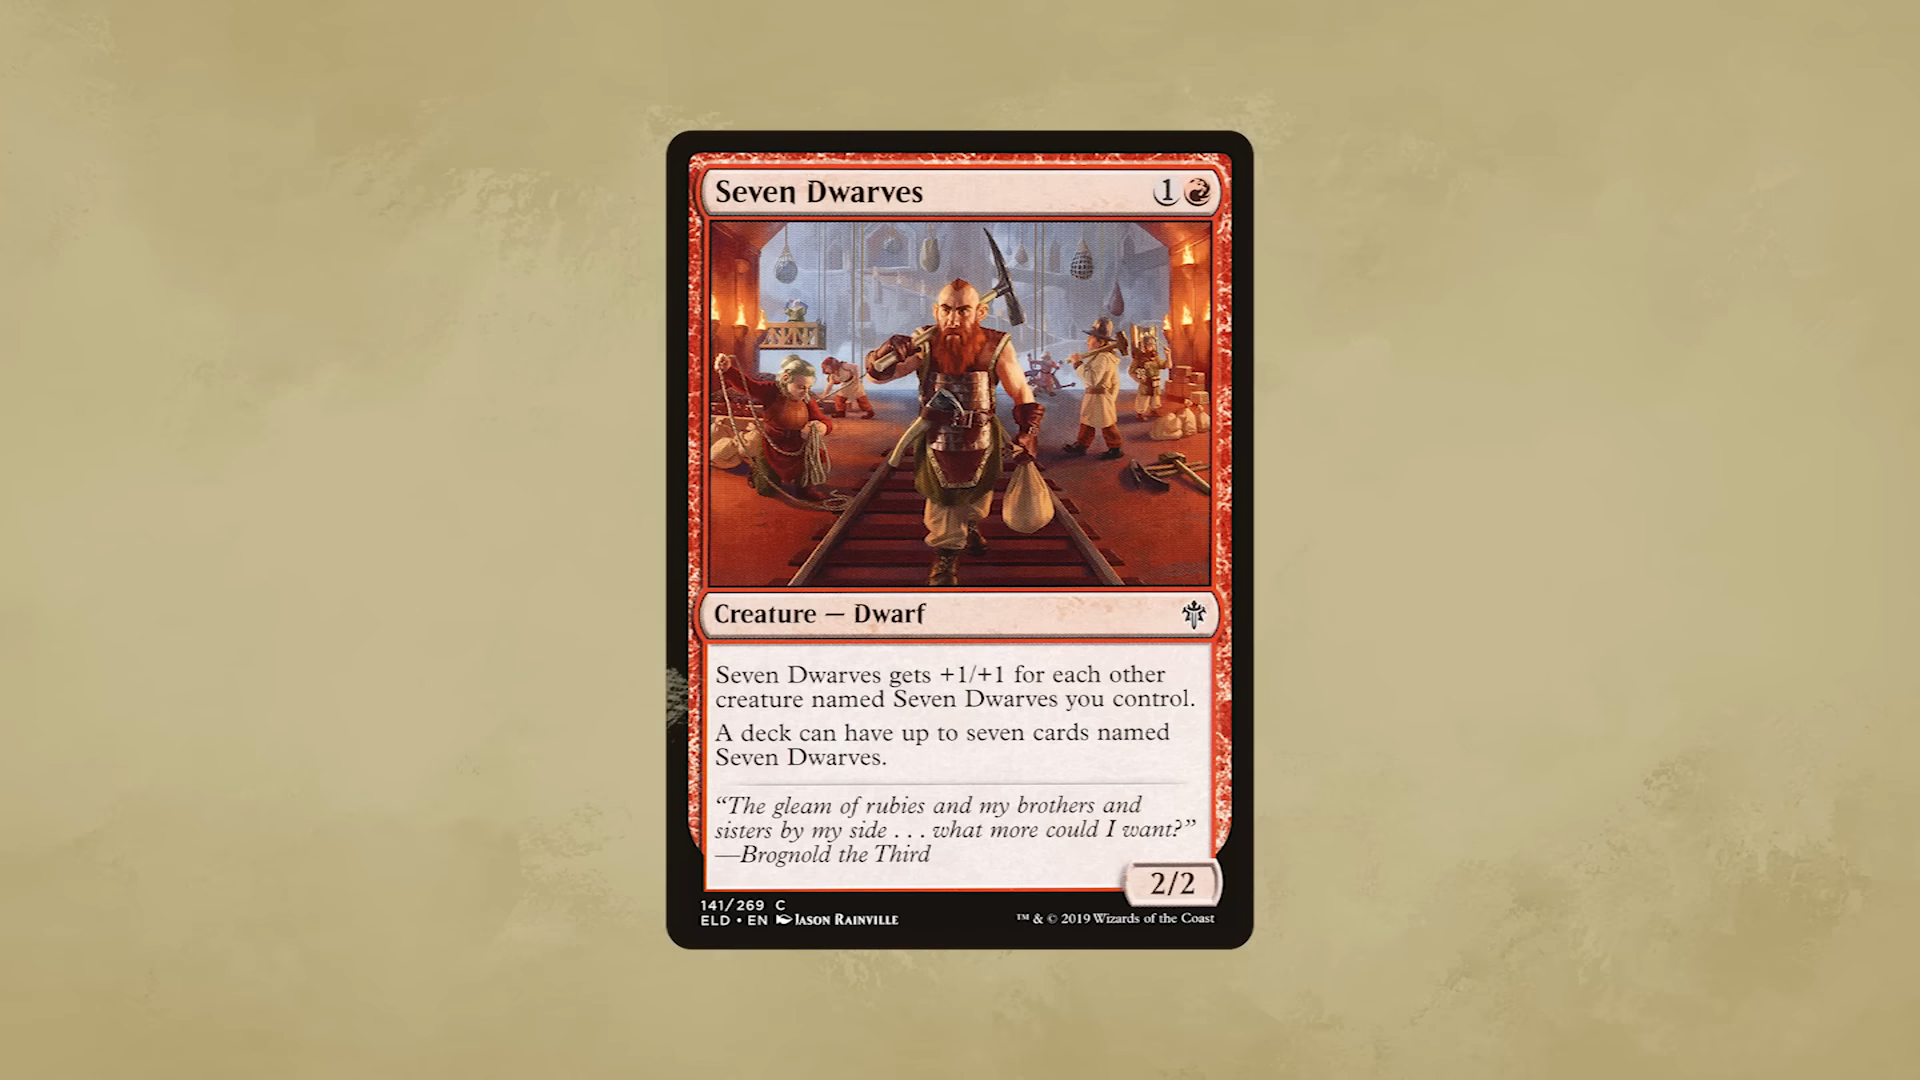 Seven Dwarves 1
Creature — Dwarf
Seven Dwarves gets +1/+1 for each other
creature named Seven Dwarves you control.
A deck can have up to seven cards named
Seven Dwarves.
“The gleam of rubies and my brothers and
sisters by my side . . . what more could I want?”
—Brognold the Third
2/2
141/269 C
ELD • EN Jason Rainville
™ & © 2019 Wizards of the Coast